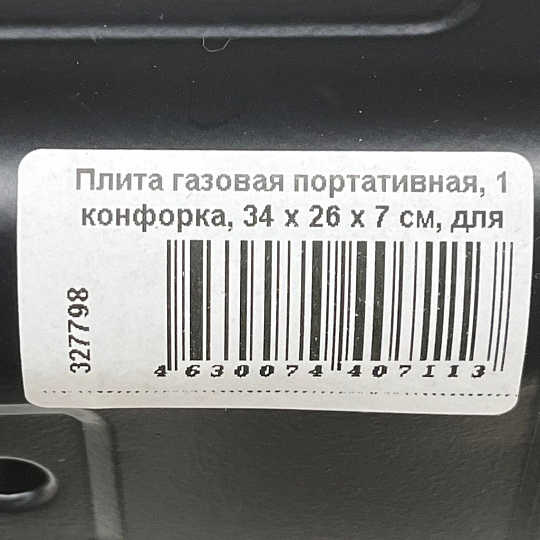 Плита газовая портативная, 1
конфорка, 34 x 26 x 7 см, для
327798
4 630074 407113